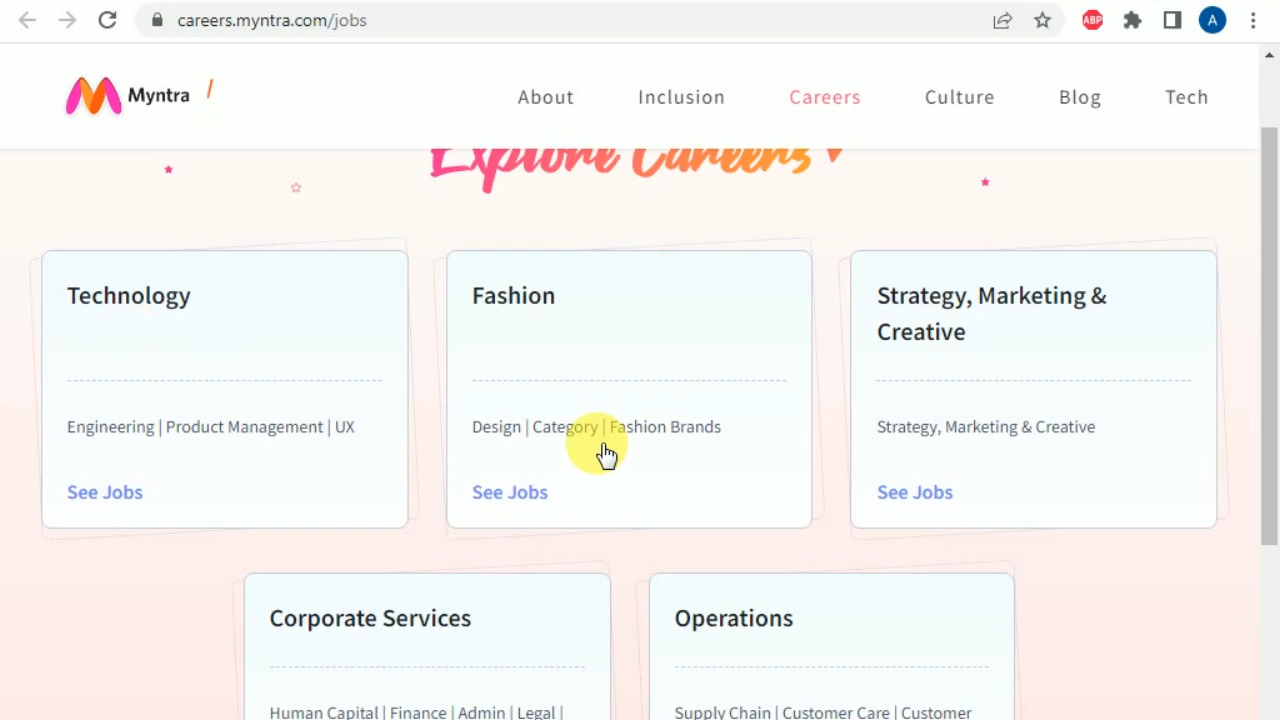 careers.myntra.com/jobs
ABP
A
Myntra
About
Inclusion
Careers
Culture
Blog
Tech
Explore Careers
Technology
Engineering | Product Management | UX
See Jobs
Fashion
Design | Category | Fashion Brands
See Jobs
Strategy, Marketing &
Creative
Strategy, Marketing & Creative
See Jobs
Corporate Services
Human Capital | Finance | Admin | Legal |
Operations
Supply Chain | Customer Care | Customer